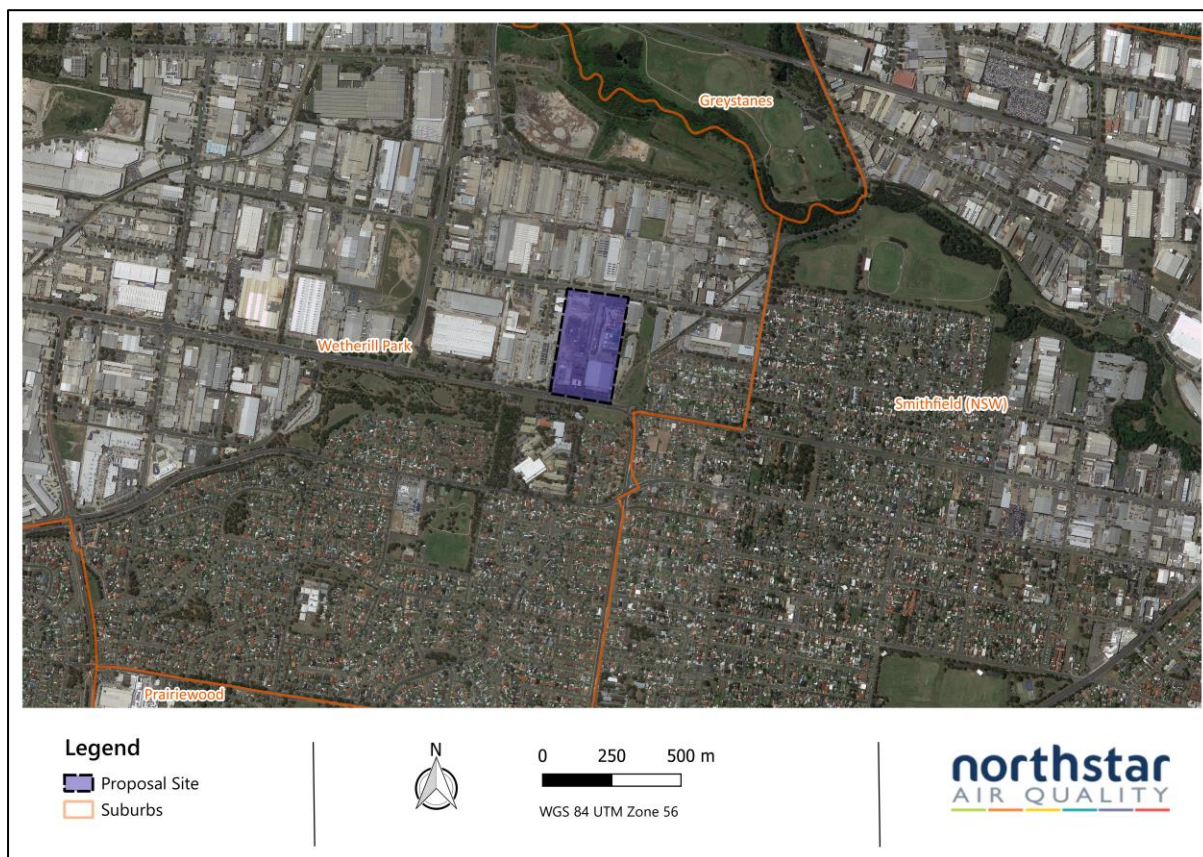 Greystanes
Wetherill Park
Smithfield (NSW)
Prairiewood
Legend
Proposal Site
Suburbs
N
0 250 500 m
WGS 84 UTM Zone 56
northstar
AIR QUALITY